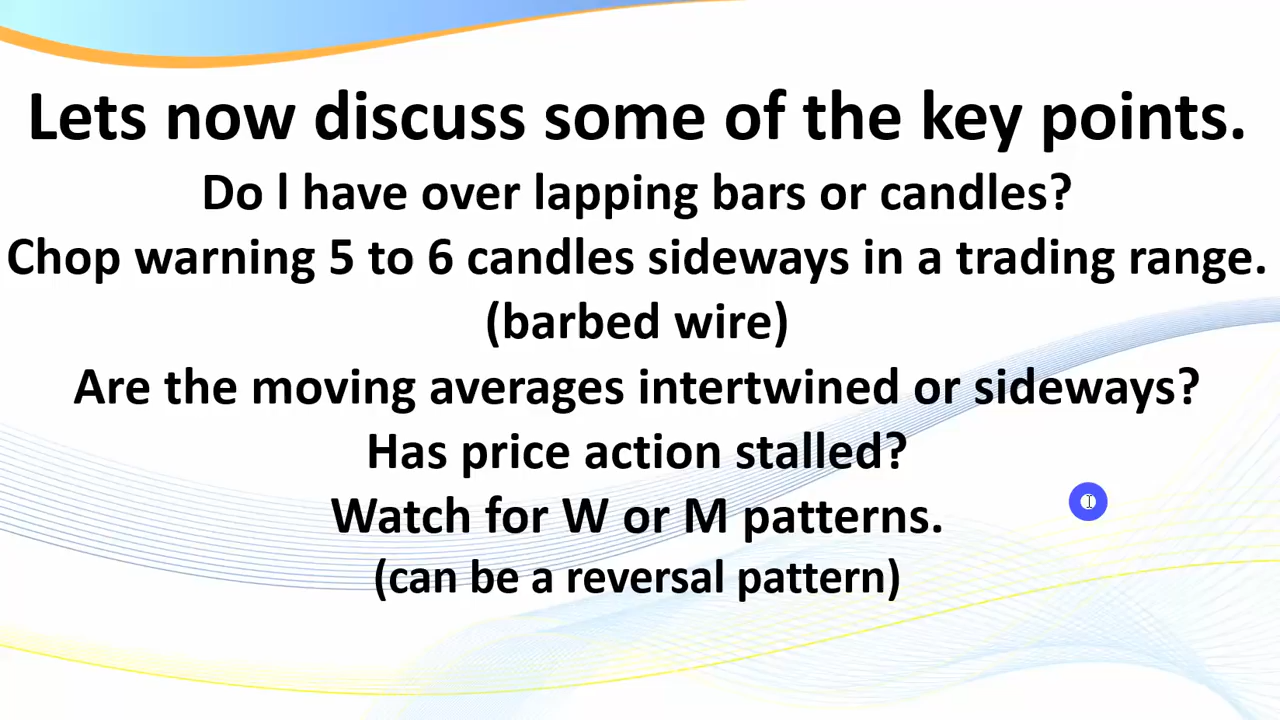 Lets now discuss some of the key points.
Do l have over lapping bars or candles?
Chop warning 5 to 6 candles sideways in a trading range.
(barbed wire)
Are the moving averages intertwined or sideways?
Has price action stalled?
Watch for W or M patterns.
(can be a reversal pattern)